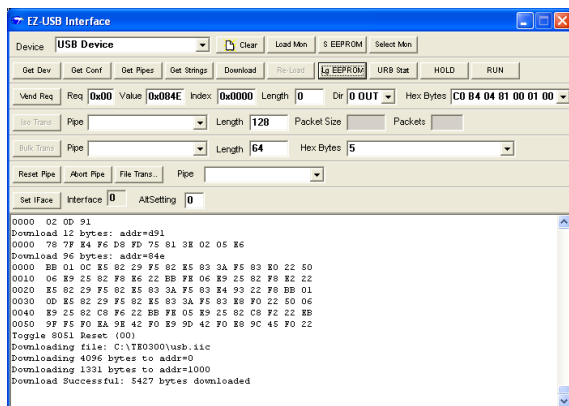 EZ-USB Interface
Device USB Device Clear Load Mon S EEPROM Select Mon
Get Dev Get Conf Get Pipes Get Strings Download Re-Load Lg EEPROM URB Stat HOLD RUN
Vend Req Req 0x00 Value 0x084E Index 0x0000 Length 0 Dir 0 OUT Hex Bytes C0 B4 04 81 00 01 00
Iso Trans Pipe Length 128 Packet Size Packets
Bulk Trans Pipe Length 64 Hex Bytes 5
Reset Pipe Abort Pipe File Trans.. Pipe
Set IFace Interface 0 AltSetting 0
0000 02 0D 91
Download 12 bytes: addr=d91
0000 78 7F E4 F6 D8 FD 75 81 3E 02 05 E6
Download 96 bytes: addr=84e
0000 BB 01 0C E5 82 29 F5 82 E5 83 3A F5 83 E0 22 50
0010 06 E9 25 82 F8 E6 22 BB FE 06 E9 25 82 F8 E2 22
0020 E5 82 29 F5 82 E5 83 3A F5 83 E4 93 22 F8 BB 01
0030 0D E5 82 29 F5 82 E5 83 3A F5 83 E8 F0 22 50 06
0040 E9 25 82 C8 F6 22 BB FE 05 E9 25 82 C8 F2 22 EB
0050 9F F5 F0 EA 9E 42 F0 E9 9D 42 F0 E8 9C 45 F0 22
Toggle 8051 Reset (00)
Downloading file: C:\TE0300\usb.iic
Downloading 4096 bytes to addr=0
Downloading 1331 bytes to addr=1000
Download Successful: 5427 bytes downloaded